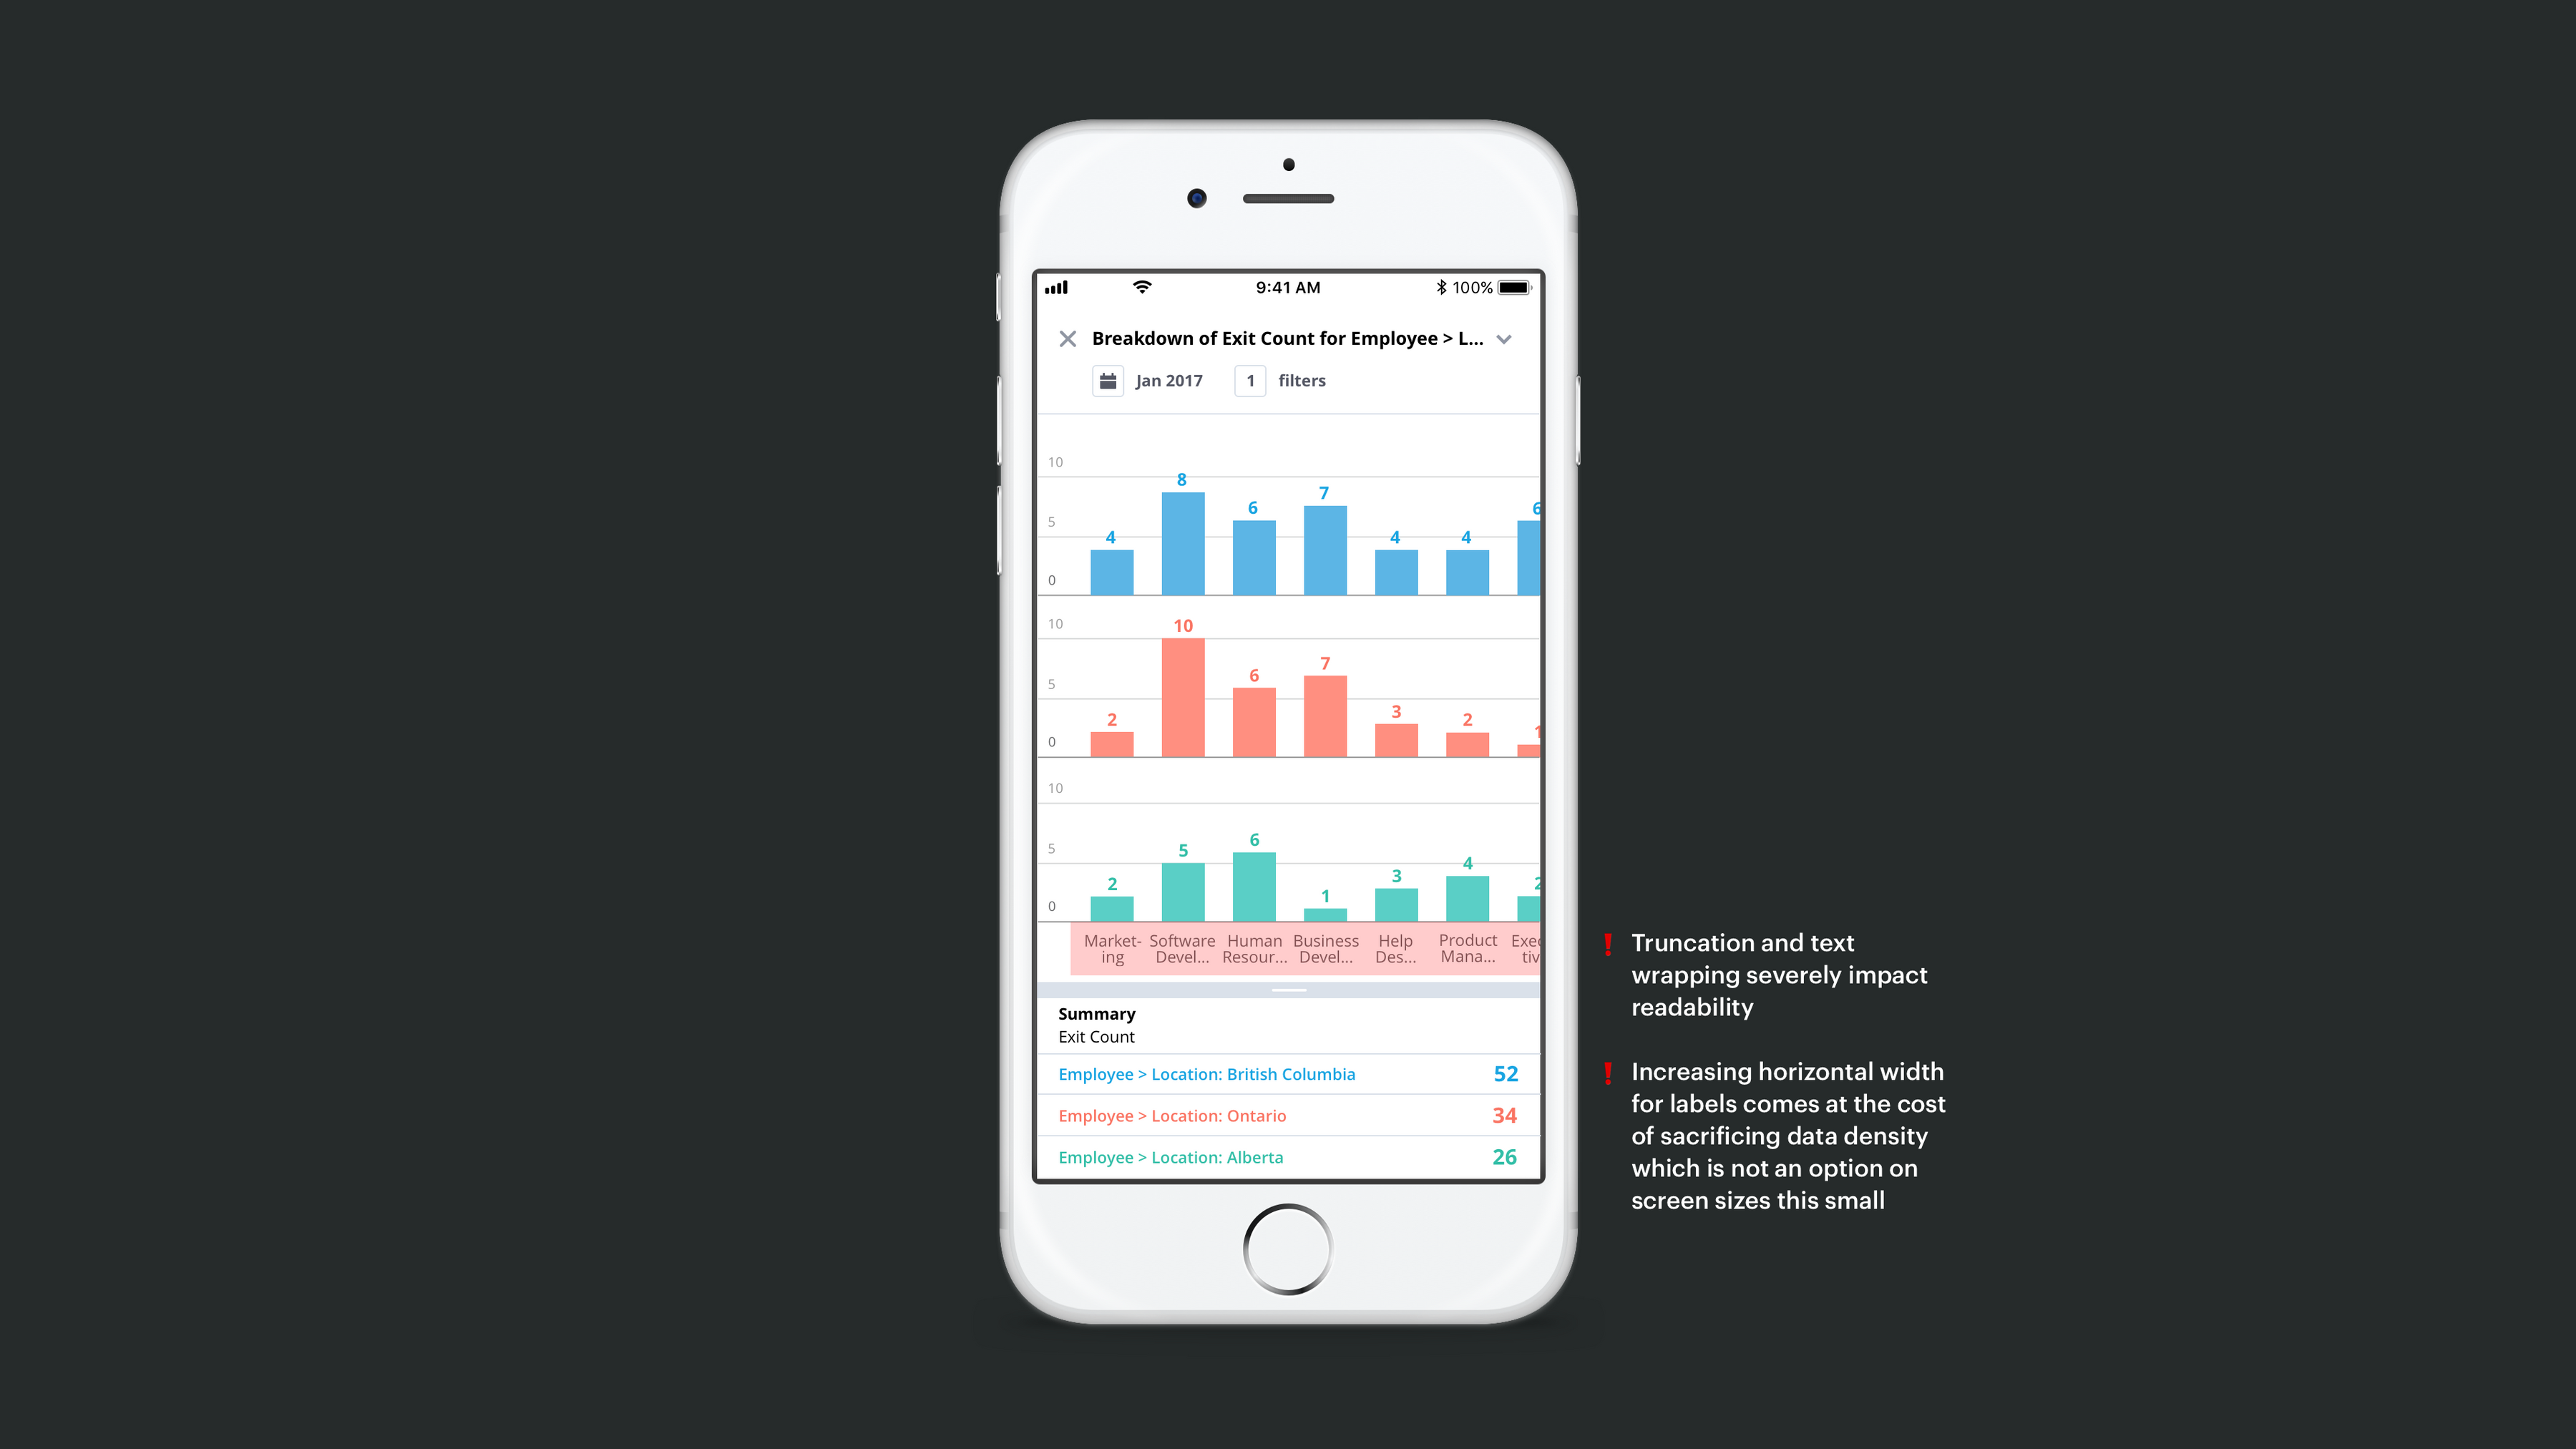 9:41 AM
100%
Breakdown of Exit Count for Employee > L...
Jan 2017 1 filters
10
8
7
6 6
5
4 4 4
0
10
10
7
6
5
3
2 2 1
0
10
6
5
5
4
3
2 2
1
0
Market- Software Human Business Help Product Exec
ing Devel... Resour... Devel... Des... Mana... tiv
Summary
Exit Count
Employee > Location: British Columbia 52
Employee > Location: Ontario 34
Employee > Location: Alberta 26
! Truncation and text
wrapping severely impact
readability
! Increasing horizontal width
for labels comes at the cost
of sacrificing data density
which is not an option on
screen sizes this small